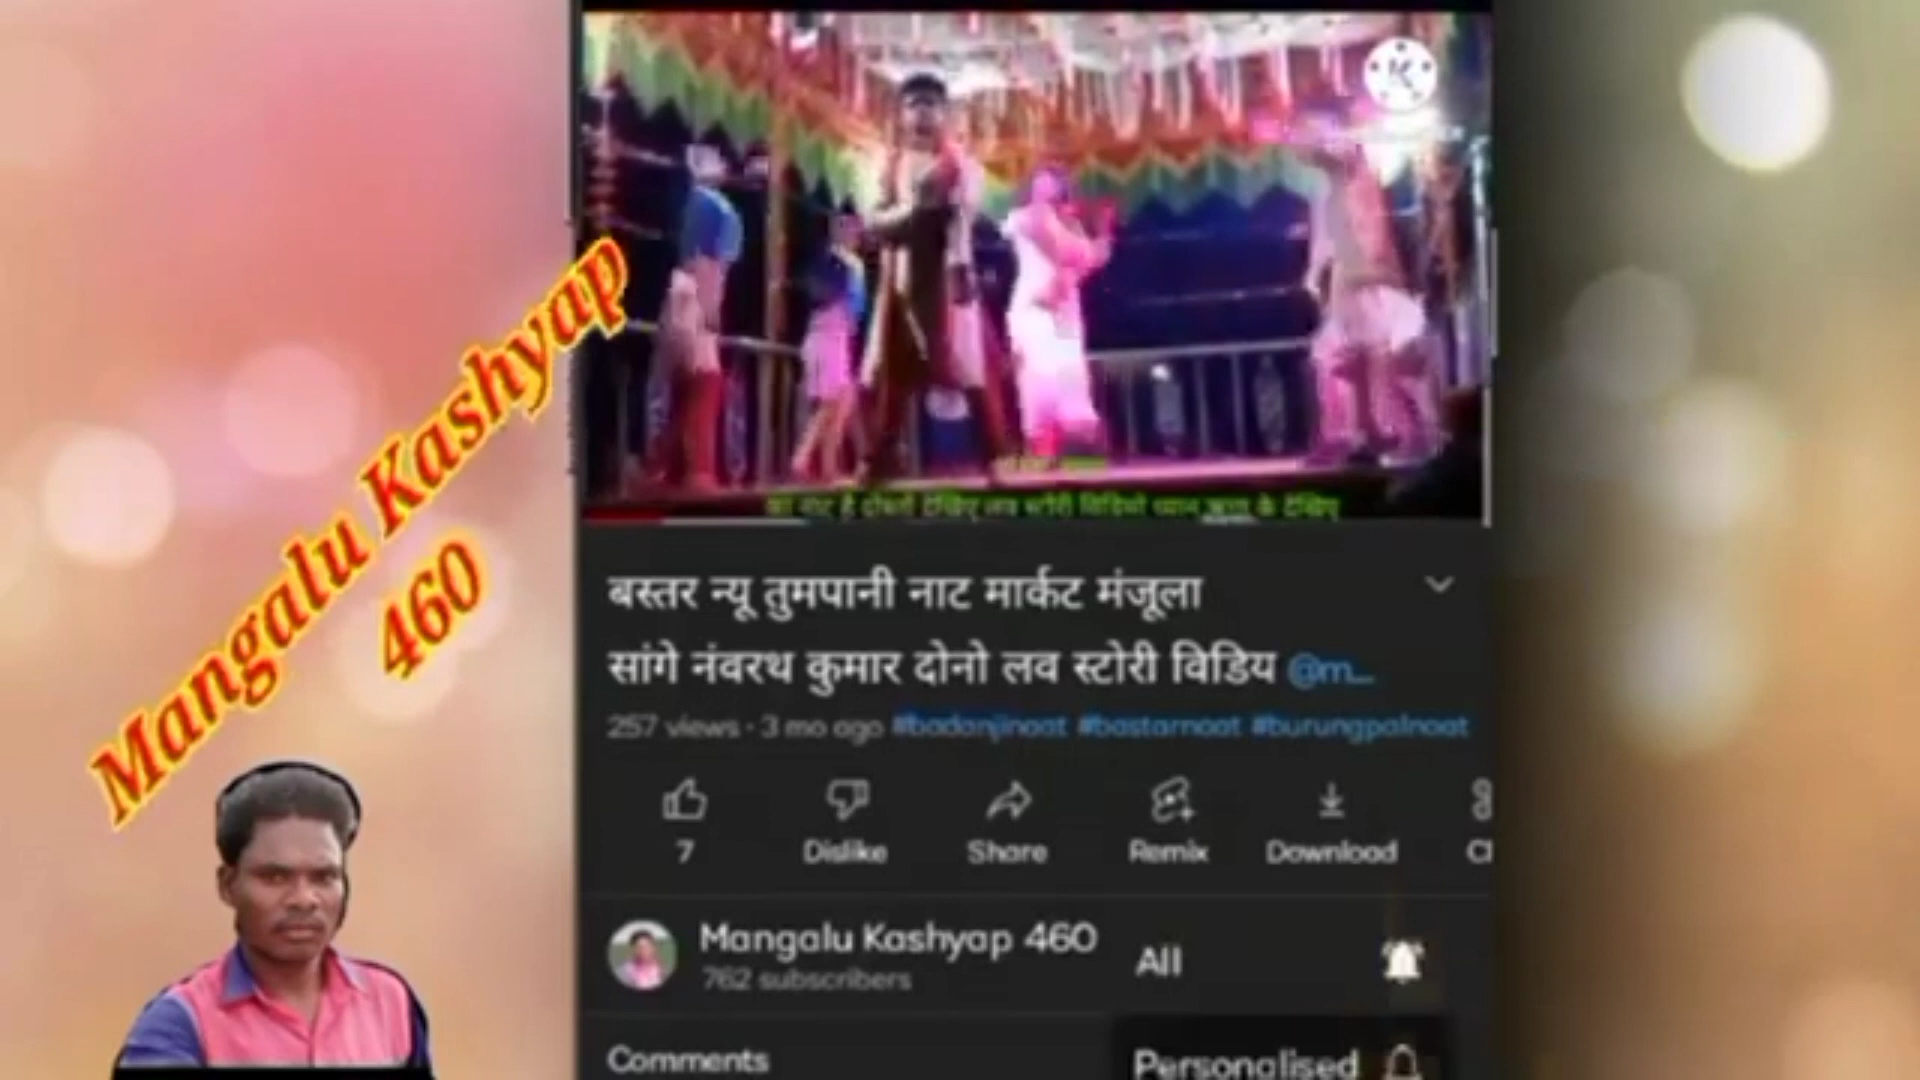 Mangalu Kashyap
460
K
बस्तर न्यू तुमपानी नाट मार्कट मंजूला
सांगे नंवरथ कुमार दोनो लव स्टोरी विडिय @m...
257 views · 3 mo ago #badanjinaat #bastarnaat #burungpalnaat
7 Dislike Share Remix Download Cl
Mangalu Kashyap 460 All
762 subscribers
Comments Personalised